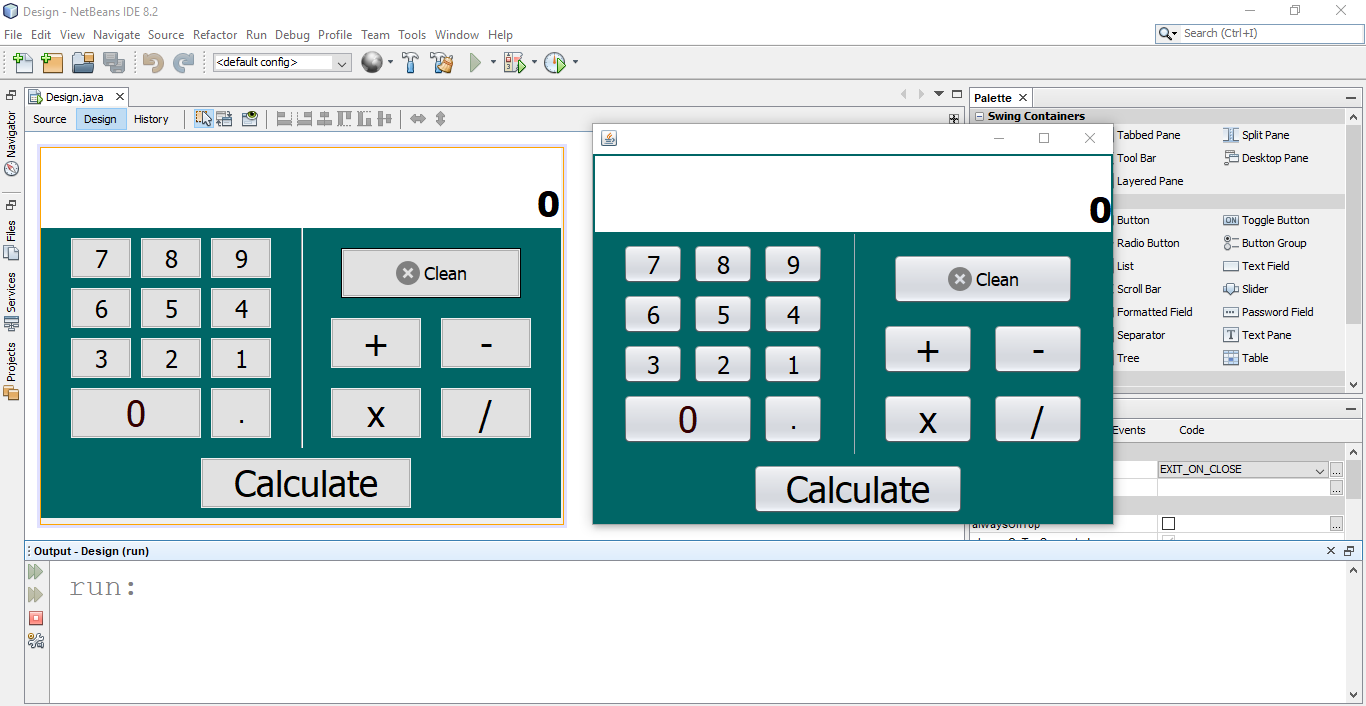 Design - NetBeans IDE 8.2
File Edit View Navigate Source Refactor Run Debug Profile Team Tools Window Help
Search (Ctrl+I)
<default config>
Design.java
Source Design History
Navigator
Files
Services
Projects
0
7 8 9
6 5 4
3 2 1
0 .
Clean
+ -
x /
Calculate
0
7 8 9
6 5 4
3 2 1
0 .
Clean
+ -
x /
Calculate
Palette
Swing Containers
Tabbed Pane Split Pane
Tool Bar Desktop Pane
Layered Pane
Button Toggle Button
Radio Button Button Group
List Text Field
Scroll Bar Slider
Formatted Field Password Field
Separator Text Pane
Tree Table
Events Code
EXIT_ON_CLOSE
alwaysOnTop
Output - Design (run)
run: